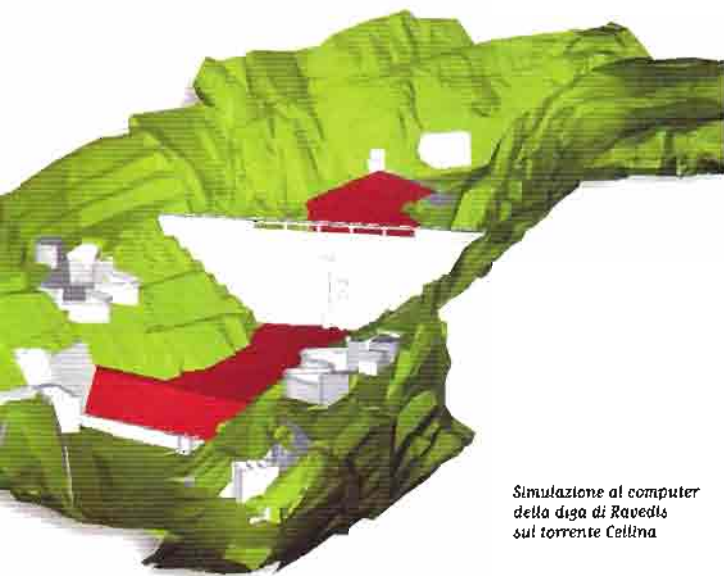 Simulazione al computer
della diga di Ravedis
sul torrente Cellina